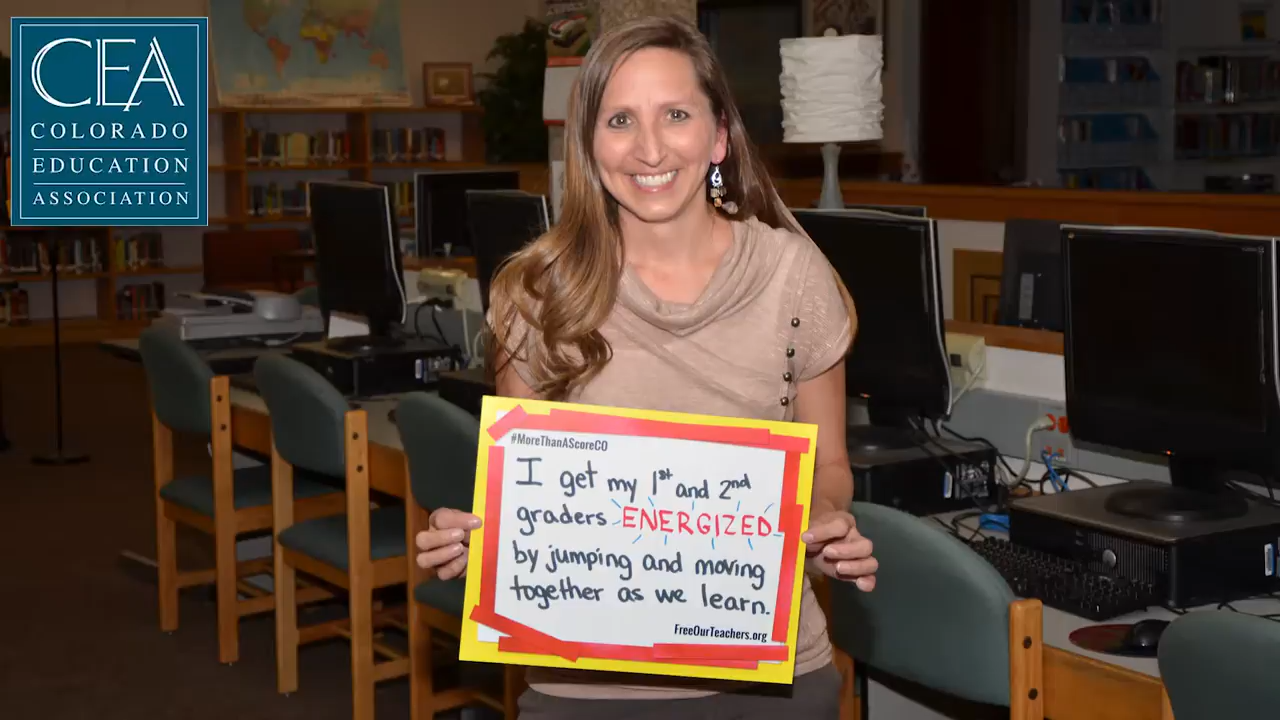 CEA
COLORADO
EDUCATION
ASSOCIATION
#MoreThanAScoreCO
I get my 1st and 2nd
graders ENERGIZED
by jumping and moving
together as we learn.
FreeOurTeachers.org